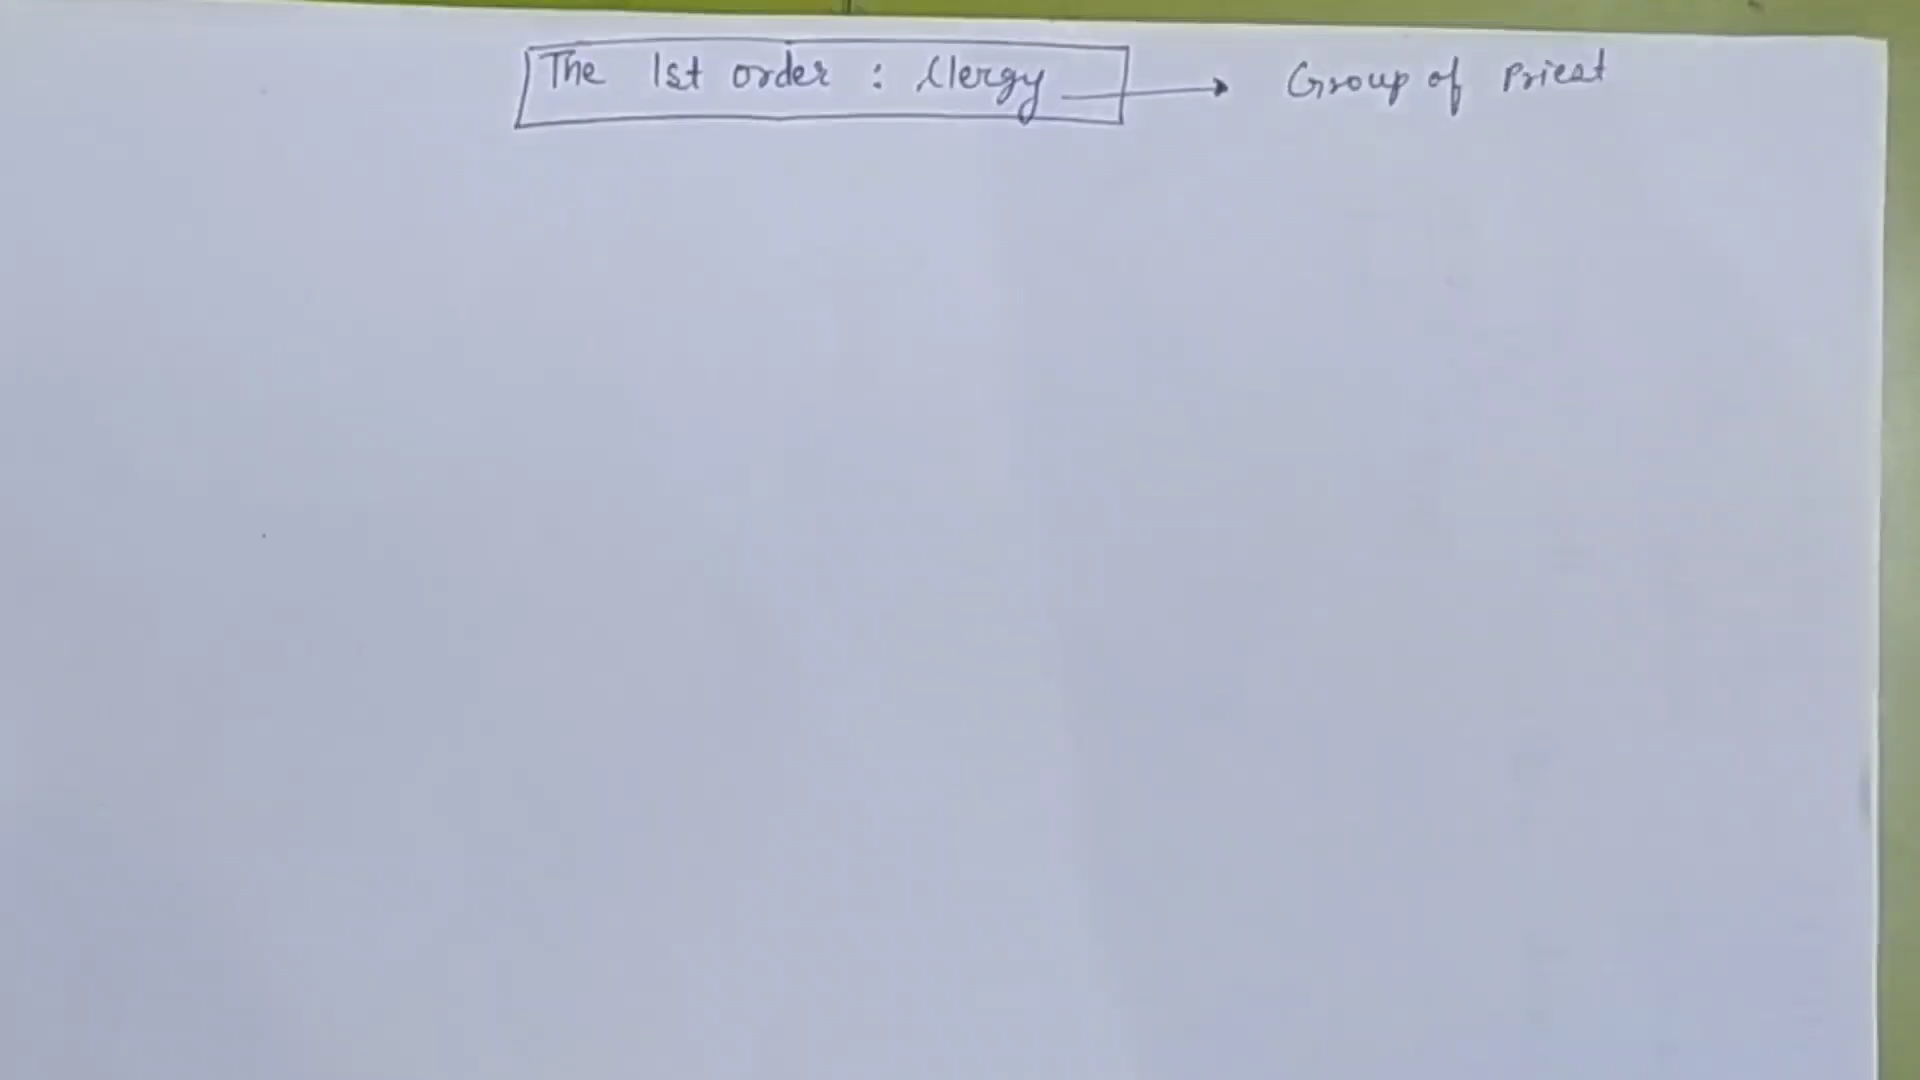 The 1st order : Clergy → Group of Priest